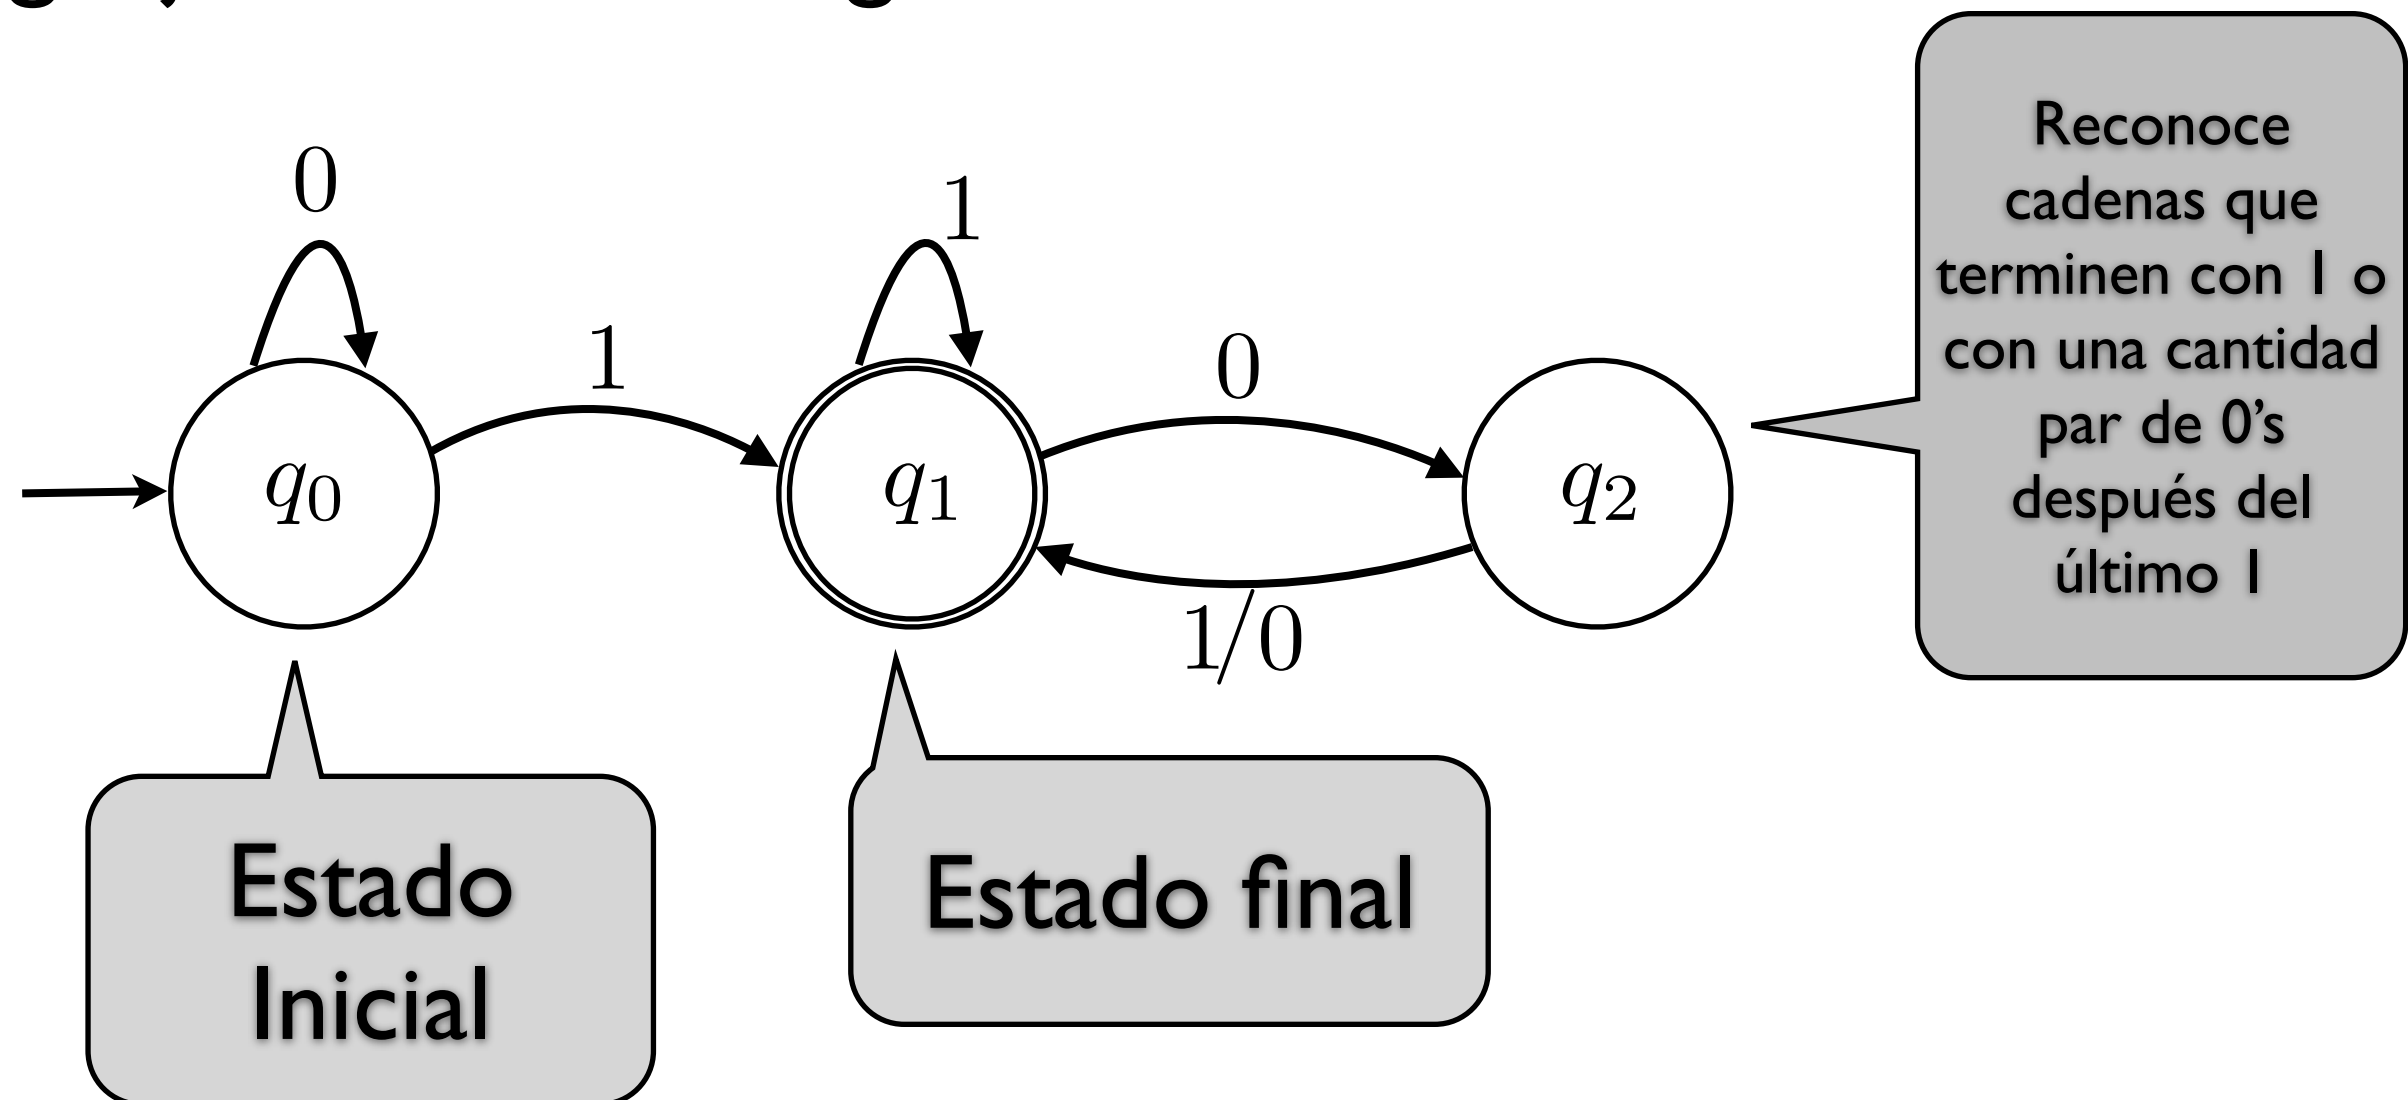 0
1
1
0
q0
q1
q2
1/0
Reconoce
cadenas que
terminen con 1 o
con una cantidad
par de 0's
después del
último 1
Estado
Inicial
Estado final